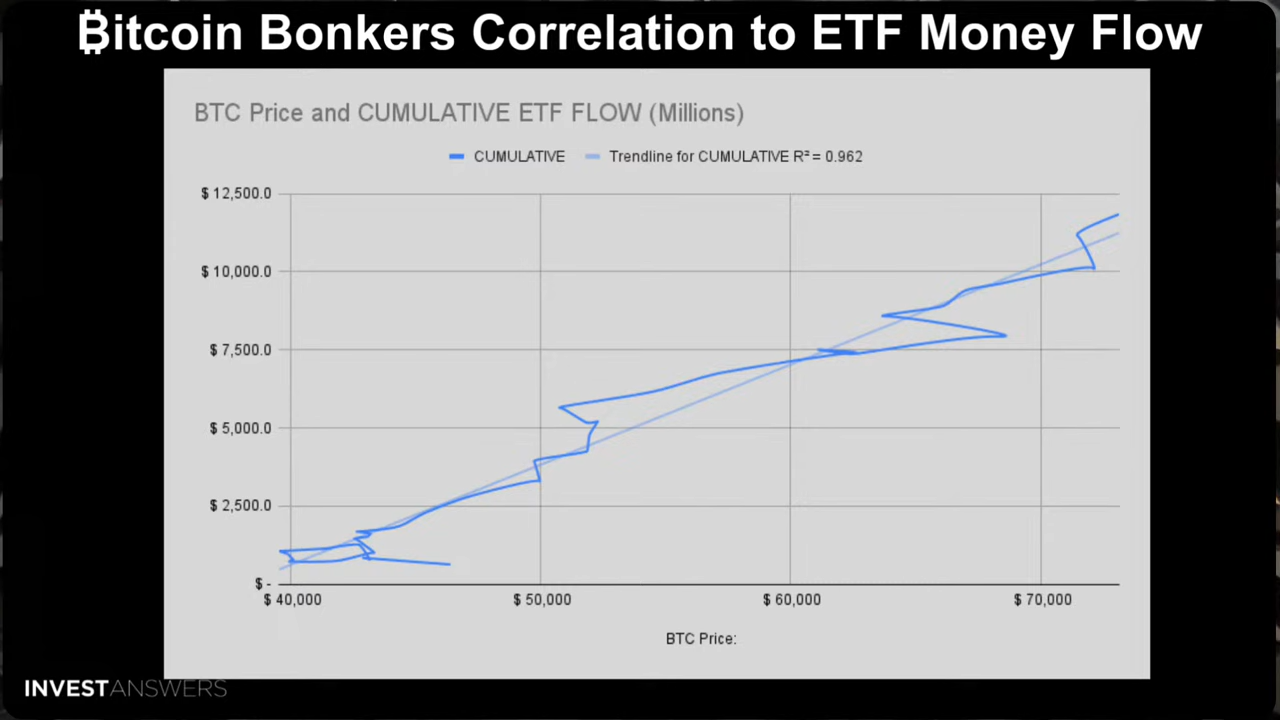 ₿itcoin Bonkers Correlation to ETF Money Flow
BTC Price and CUMULATIVE ETF FLOW (Millions)
CUMULATIVE Trendline for CUMULATIVE R² = 0.962
$ 12,500.0
$ 10,000.0
$ 7,500.0
$ 5,000.0
$ 2,500.0
$ -
$ 40,000 $ 50,000 $ 60,000 $ 70,000
BTC Price:
INVESTANSWERS